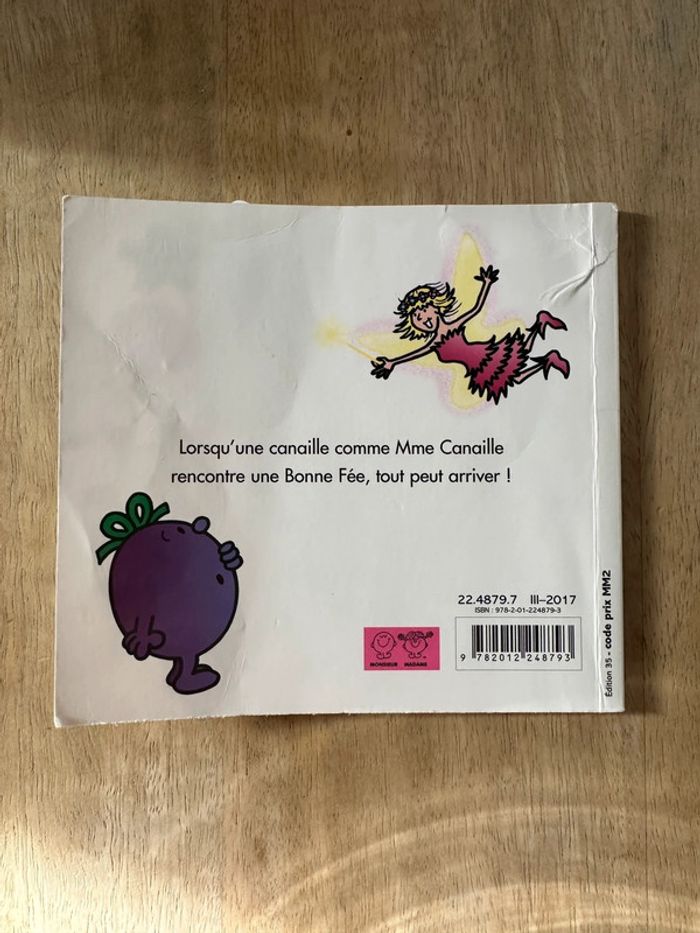 Lorsqu'une canaille comme Mme Canaille
rencontre une Bonne Fée, tout peut arriver !
22.4879.7 III–2017
ISBN : 978-2-01-224879-3
MONSIEUR MADAME
9 782012 248793
Édition 35 - code prix MM2